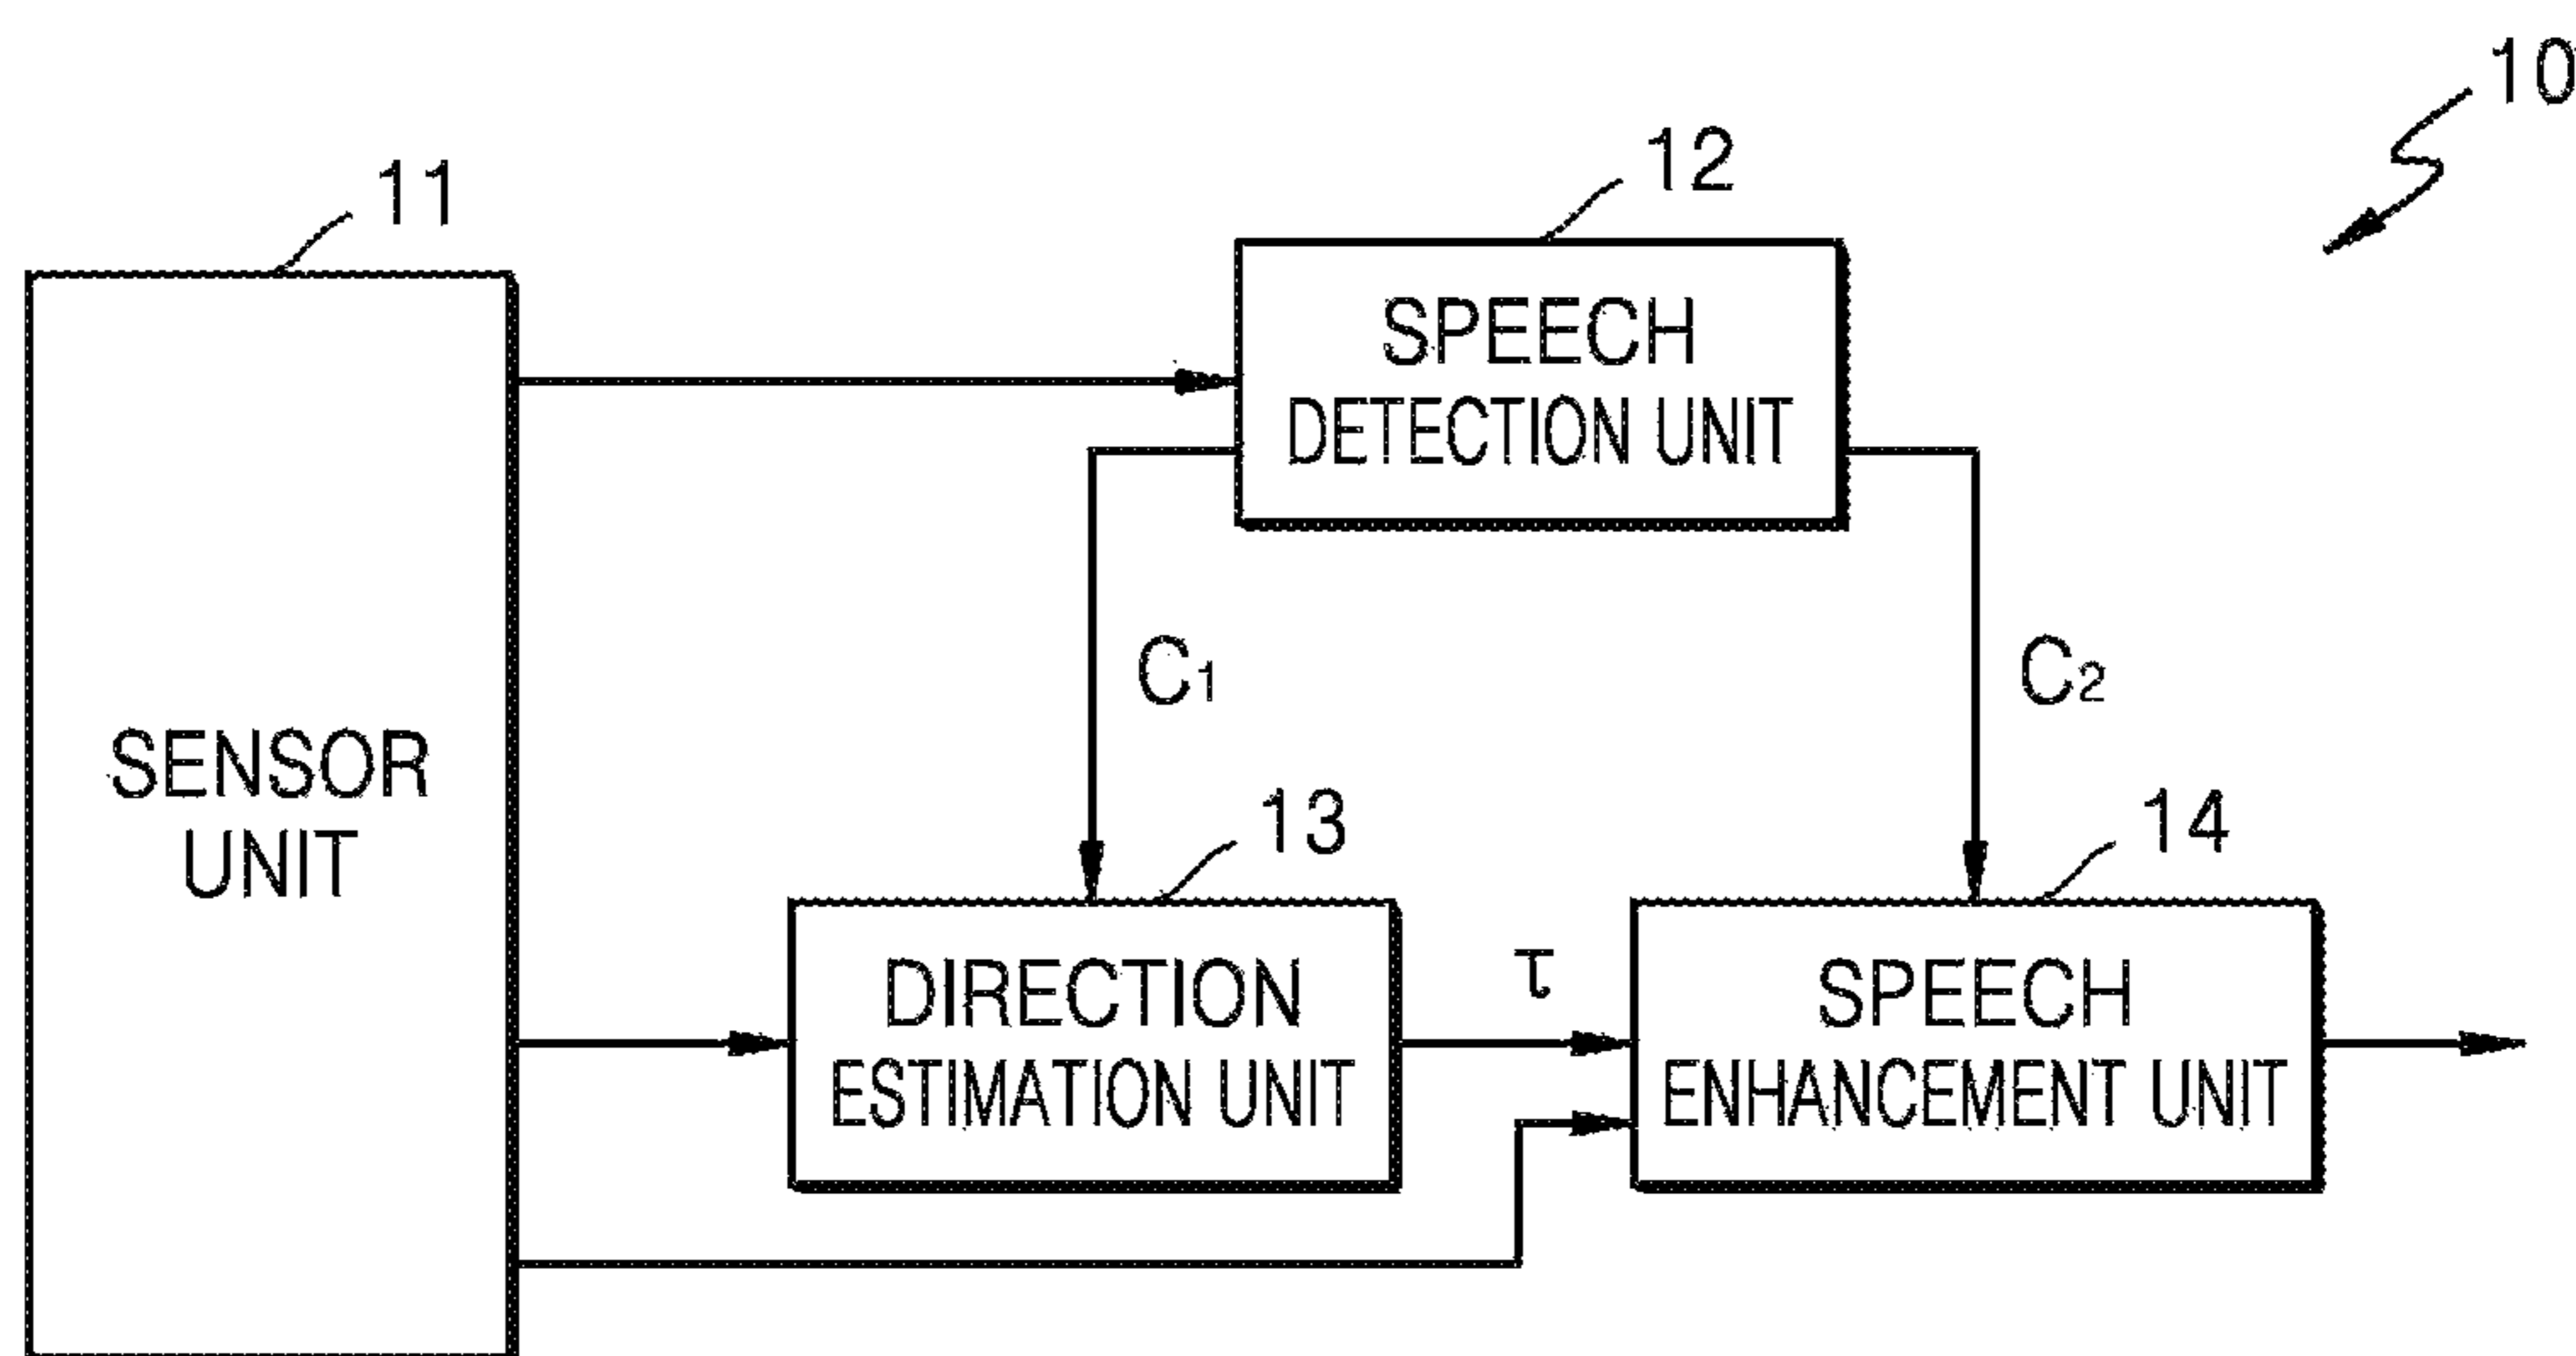 10
11
12
SPEECH
DETECTION UNIT
C₁
C₂
SENSOR
UNIT
13
14
DIRECTION
ESTIMATION UNIT
τ
SPEECH
ENHANCEMENT UNIT